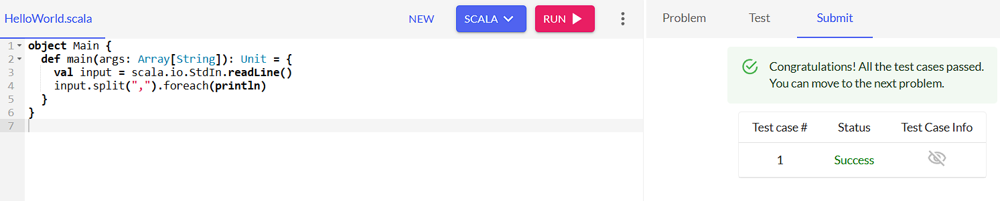 HelloWorld.scala
NEW
SCALA
RUN
1 object Main {
2   def main(args: Array[String]): Unit = {
3     val input = scala.io.StdIn.readLine()
4     input.split(",").foreach(println)
5   }
6 }
7
Problem Test Submit
Congratulations! All the test cases passed.
You can move to the next problem.
Test case # Status Test Case Info
1 Success